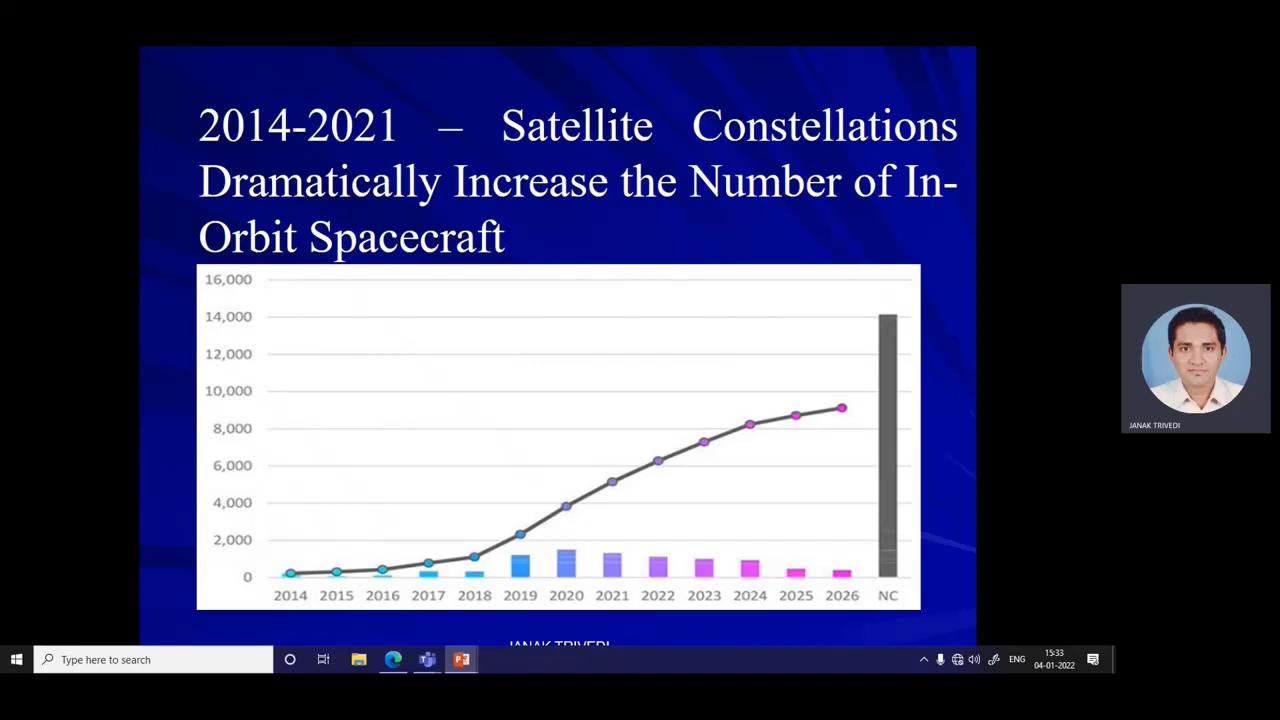 2014-2021 – Satellite Constellations
Dramatically Increase the Number of In-
Orbit Spacecraft
16,000
14,000
12,000
10,000
8,000
6,000
4,000
2,000
0
2014 2015 2016 2017 2018 2019 2020 2021 2022 2023 2024 2025 2026 NC
JANAK TRIVEDI
JANAK TRIVEDI
Type here to search
ENG
15:33
04-01-2022